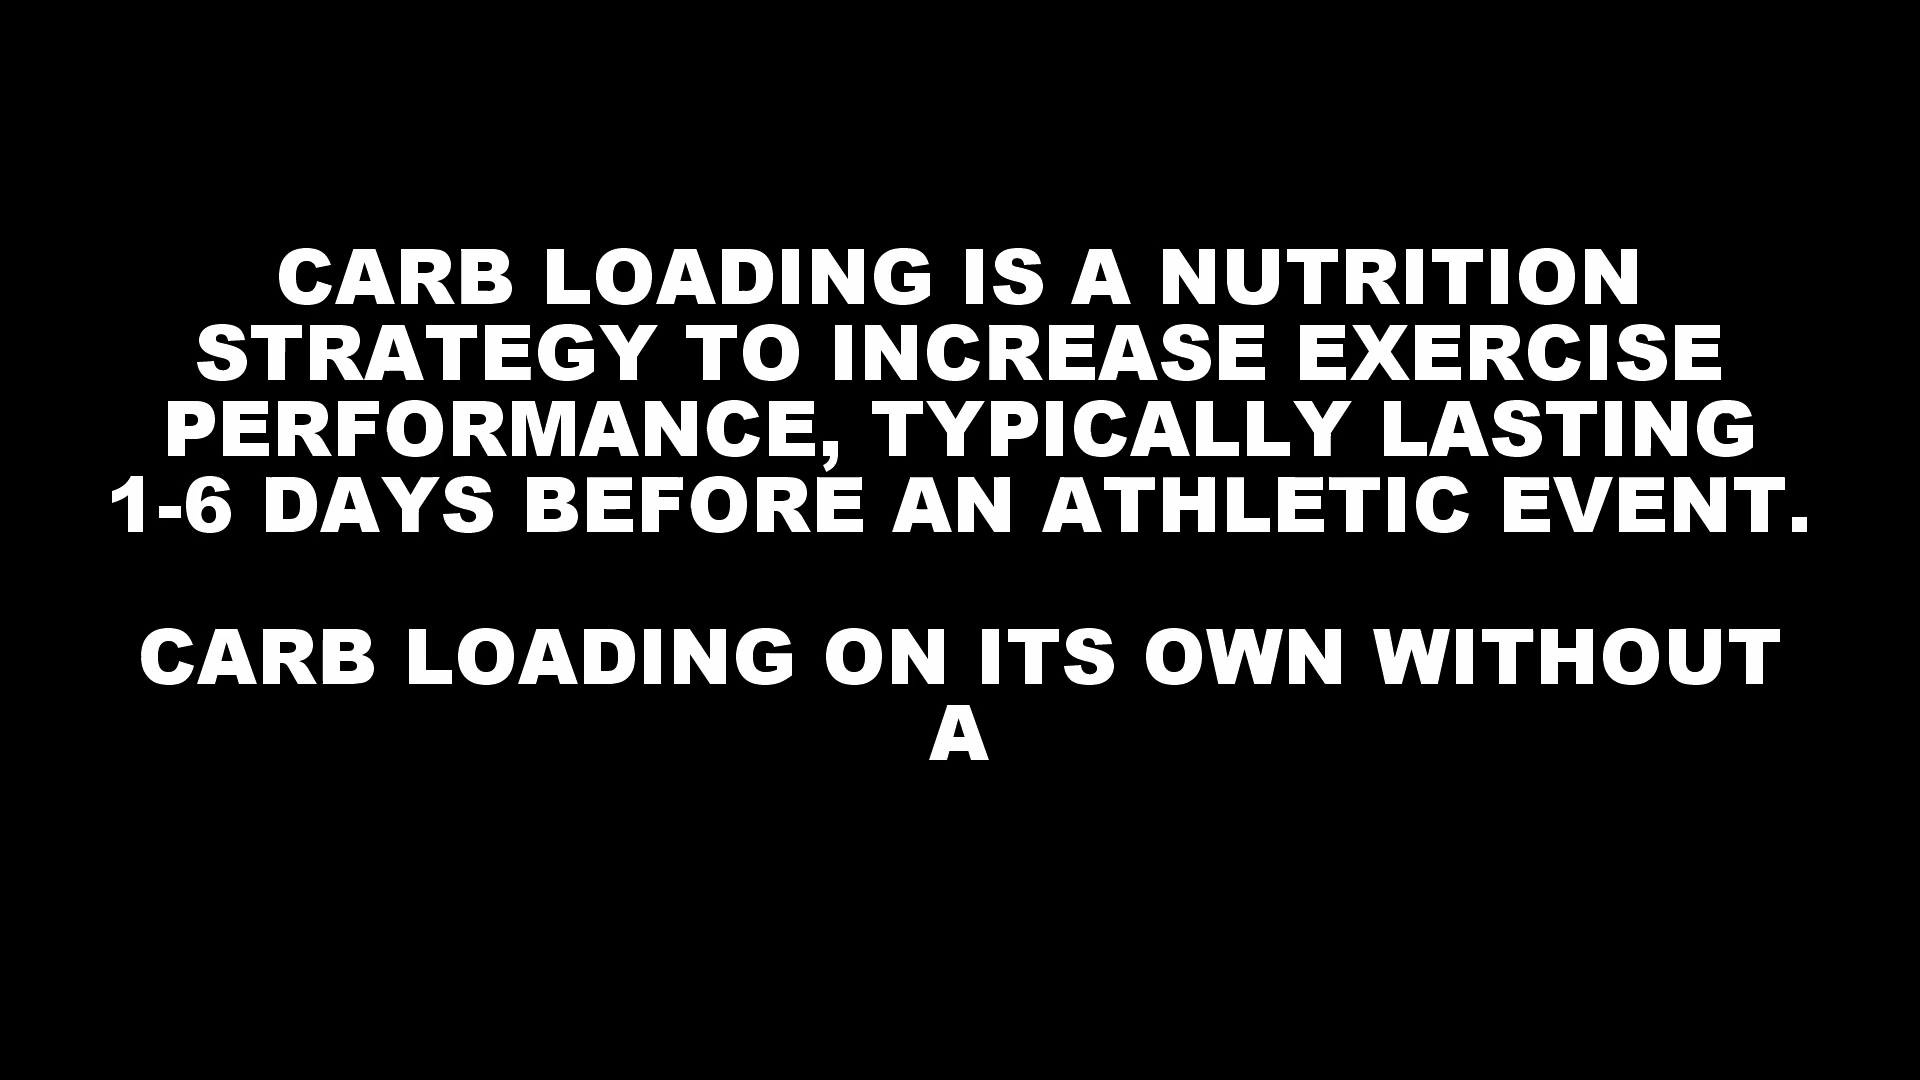 CARB LOADING IS A NUTRITION
STRATEGY TO INCREASE EXERCISE
PERFORMANCE, TYPICALLY LASTING
1-6 DAYS BEFORE AN ATHLETIC EVENT.
CARB LOADING ON ITS OWN WITHOUT
A